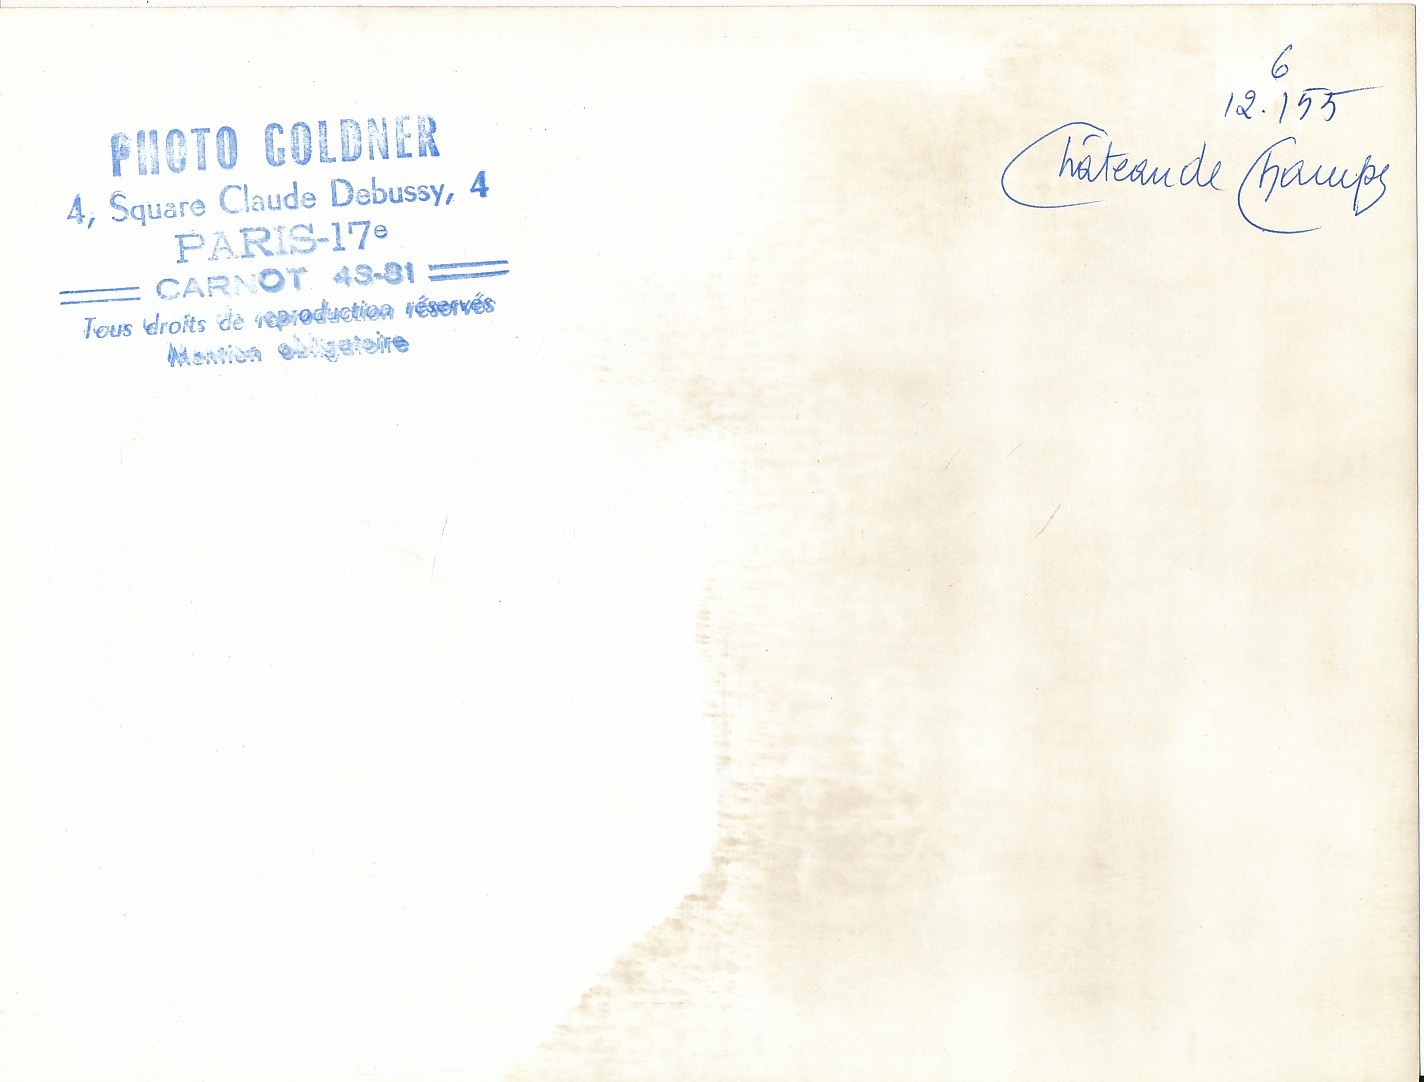 PHOTO GOLDNER
4, Square Claude Debussy, 4
PARIS-17e
CARNOT 43-81
Tous droits de reproduction réservés
Mention obligatoire
6
12.155
Château de Champs